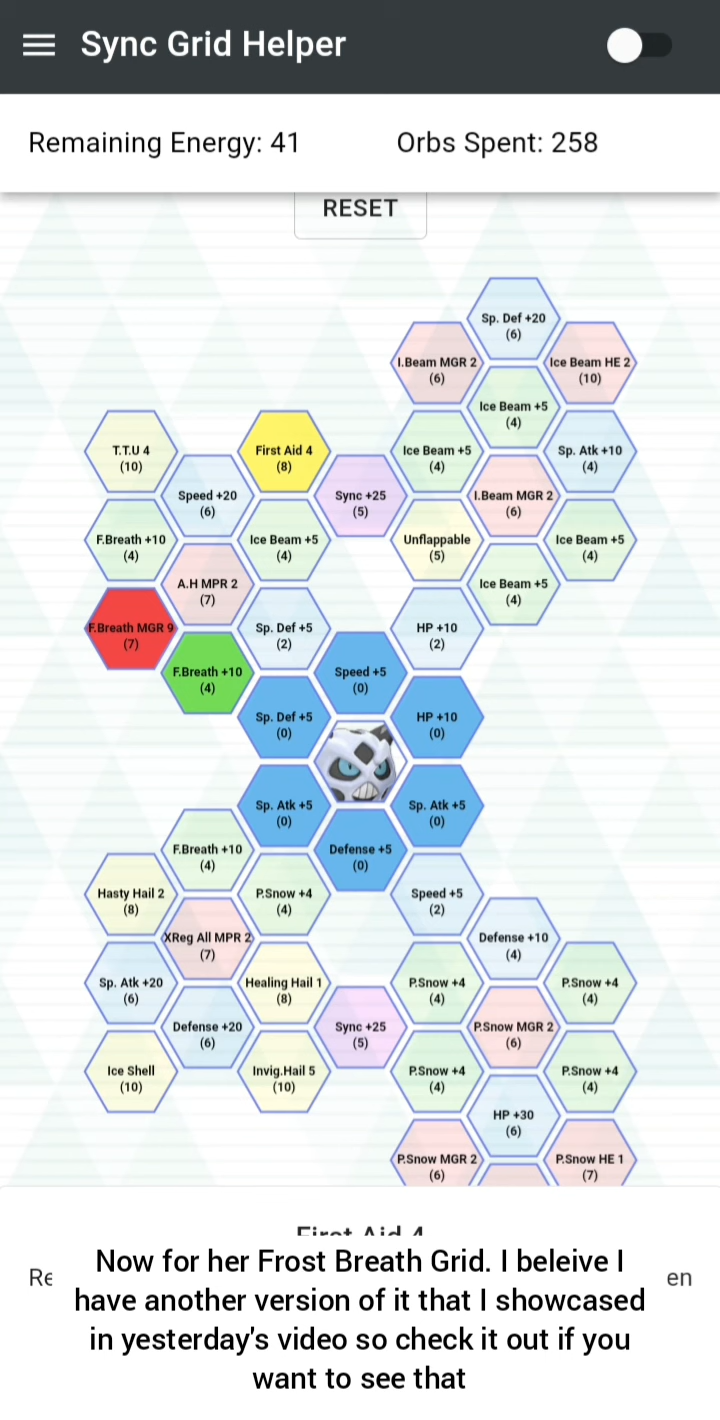 Sync Grid Helper
Remaining Energy: 41
Orbs Spent: 258
RESET
Sp. Def +20
(6)
I.Beam MGR 2
(6)
Ice Beam HE 2
(10)
Ice Beam +5
(4)
T.T.U 4
(10)
First Aid 4
(8)
Ice Beam +5
(4)
Sp. Atk +10
(4)
Speed +20
(6)
Sync +25
(5)
I.Beam MGR 2
(6)
F.Breath +10
(4)
Ice Beam +5
(4)
Unflappable
(5)
Ice Beam +5
(4)
A.H MPR 2
(7)
Ice Beam +5
(4)
F.Breath MGR 9
(7)
Sp. Def +5
(2)
HP +10
(2)
F.Breath +10
(4)
Speed +5
(0)
Sp. Def +5
(0)
HP +10
(0)
Sp. Atk +5
(0)
Sp. Atk +5
(0)
F.Breath +10
(4)
Defense +5
(0)
Hasty Hail 2
(8)
P.Snow +4
(4)
Speed +5
(2)
XReg All MPR 2
(7)
Defense +10
(4)
Sp. Atk +20
(6)
Healing Hail 1
(8)
P.Snow +4
(4)
P.Snow +4
(4)
Defense +20
(6)
Sync +25
(5)
P.Snow MGR 2
(6)
Ice Shell
(10)
Invig.Hail 5
(10)
P.Snow +4
(4)
P.Snow +4
(4)
HP +30
(6)
P.Snow MGR 2
(6)
P.Snow HE 1
(7)
First Aid 4
Now for her Frost Breath Grid. I beleive I
have another version of it that I showcased
in yesterday's video so check it out if you
want to see that